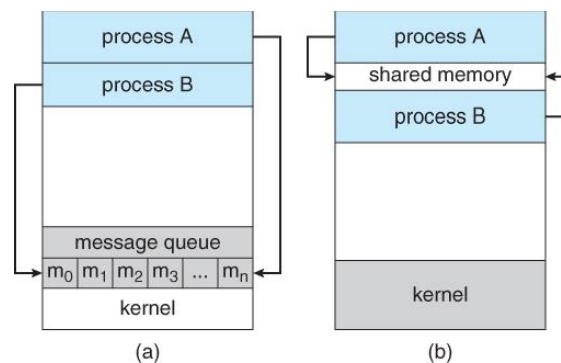 process A
process B
message queue
m0 m1 m2 m3 ... mn
kernel
(a)
process A
shared memory
process B
kernel
(b)